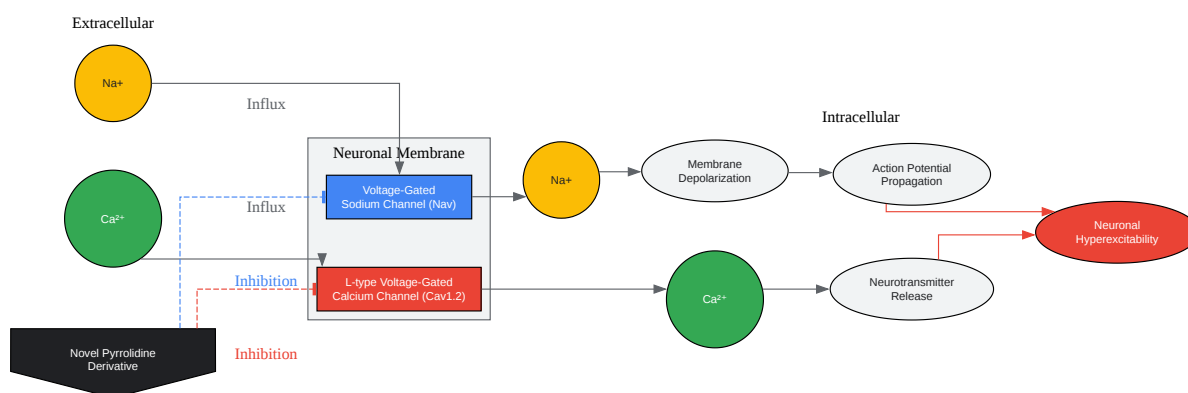 Extracellular
Na+
Influx
Intracellular
Neuronal Membrane
Membrane
Depolarization
Action Potential
Propagation
Voltage-Gated
Sodium Channel (Nav)
Na+
Ca²⁺
Influx
Neuronal
Hyperexcitability
Inhibition
L-type Voltage-Gated
Calcium Channel (Cav1.2)
Ca²⁺
Neurotransmitter
Release
Novel Pyrrolidine
Derivative
Inhibition